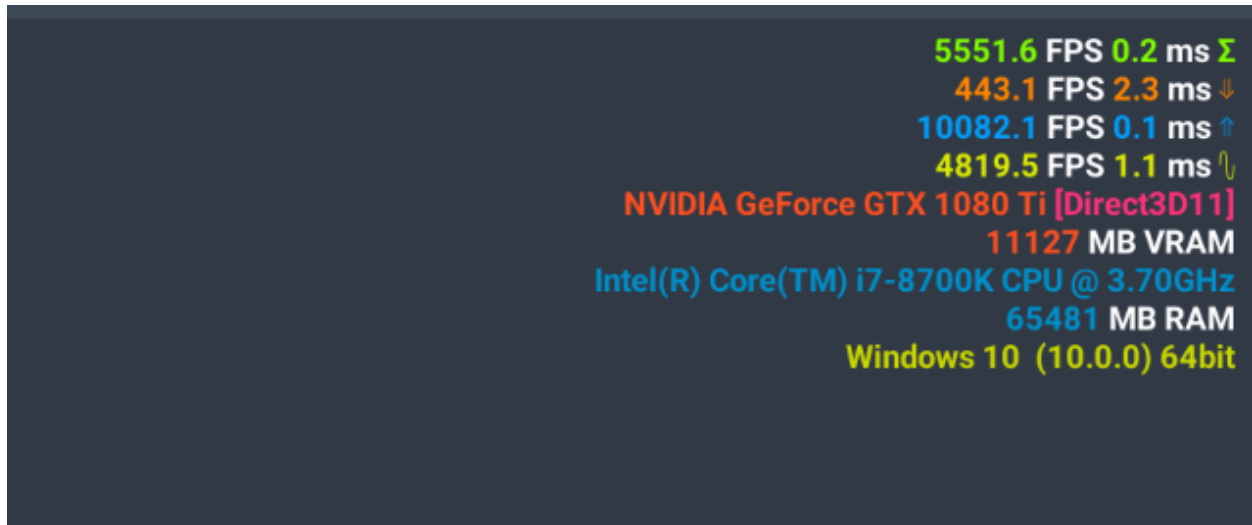 5551.6 FPS 0.2 ms Σ
443.1 FPS 2.3 ms ⤋
10082.1 FPS 0.1 ms ⤊
4819.5 FPS 1.1 ms ∿
NVIDIA GeForce GTX 1080 Ti [Direct3D11]
11127 MB VRAM
Intel(R) Core(TM) i7-8700K CPU @ 3.70GHz
65481 MB RAM
Windows 10  (10.0.0) 64bit